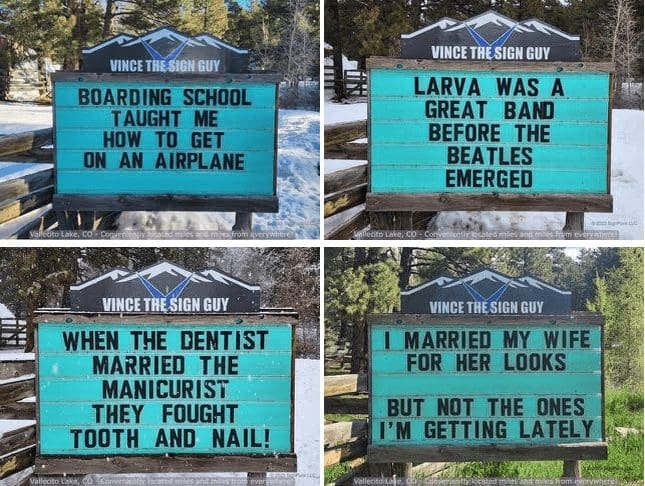 VINCE THE SIGN GUY
BOARDING SCHOOL
TAUGHT ME
HOW TO GET
ON AN AIRPLANE
Vallecito Lake, CO - Conveniently located miles and miles from everywhere!
VINCE THE SIGN GUY
LARVA WAS A
GREAT BAND
BEFORE THE
BEATLES
EMERGED
© 2023 SignPunk LLC
Vallecito Lake, CO - Conveniently located miles and miles from everywhere!
VINCE THE SIGN GUY
WHEN THE DENTIST
MARRIED THE
MANICURIST
THEY FOUGHT
TOOTH AND NAIL!
Vallecito Lake, CO - Conveniently located miles and miles from everywhere!
VINCE THE SIGN GUY
I MARRIED MY WIFE
FOR HER LOOKS
BUT NOT THE ONES
I'M GETTING LATELY
Vallecito Lake, CO - Conveniently located miles and miles from everywhere!